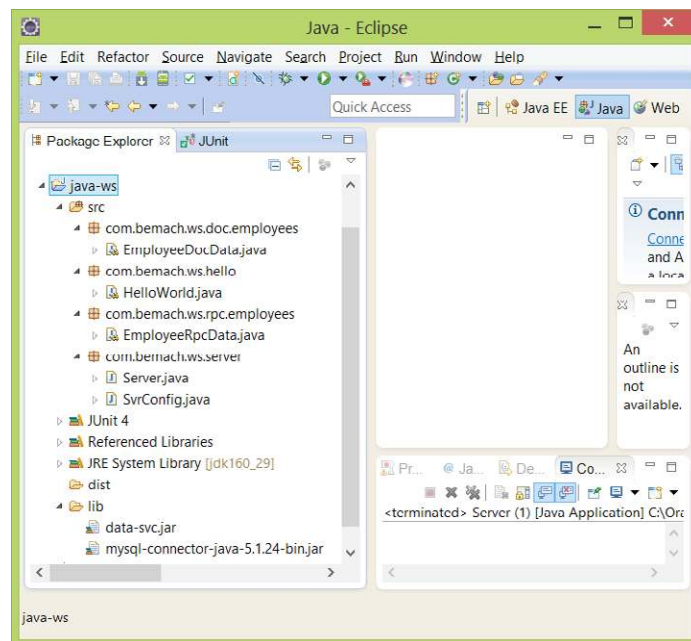 Java - Eclipse
File Edit Refactor Source Navigate Search Project Run Window Help
Quick Access
Java EE
Java
Web
Package Explorer
JUnit
java-ws
src
com.bemach.ws.doc.employees
EmployeeDocData.java
com.bemach.ws.hello
HelloWorld.java
com.bemach.ws.rpc.employees
EmployeeRpcData.java
com.bemach.ws.server
Server.java
SvrConfig.java
JUnit 4
Referenced Libraries
JRE System Library [jdk160_29]
dist
lib
data-svc.jar
mysql-connector-java-5.1.24-bin.jar
Conn
Conne
and A
a loca
An
outline is
not
available.
Pr...
@ Ja...
De...
Co...
<terminated> Server (1) [Java Application] C:\Ora
java-ws